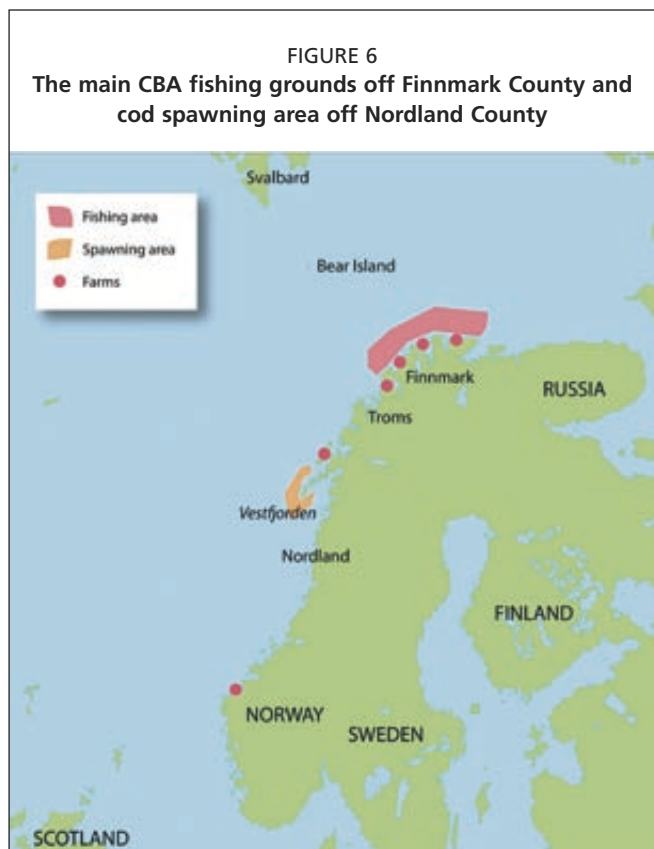 FIGURE 6
The main CBA fishing grounds off Finnmark County and
cod spawning area off Nordland County
Svalbard
Fishing area
Spawning area
Farms
Bear Island
Finnmark
RUSSIA
Troms
Vestfjorden
Nordland
FINLAND
NORWAY
SWEDEN
SCOTLAND